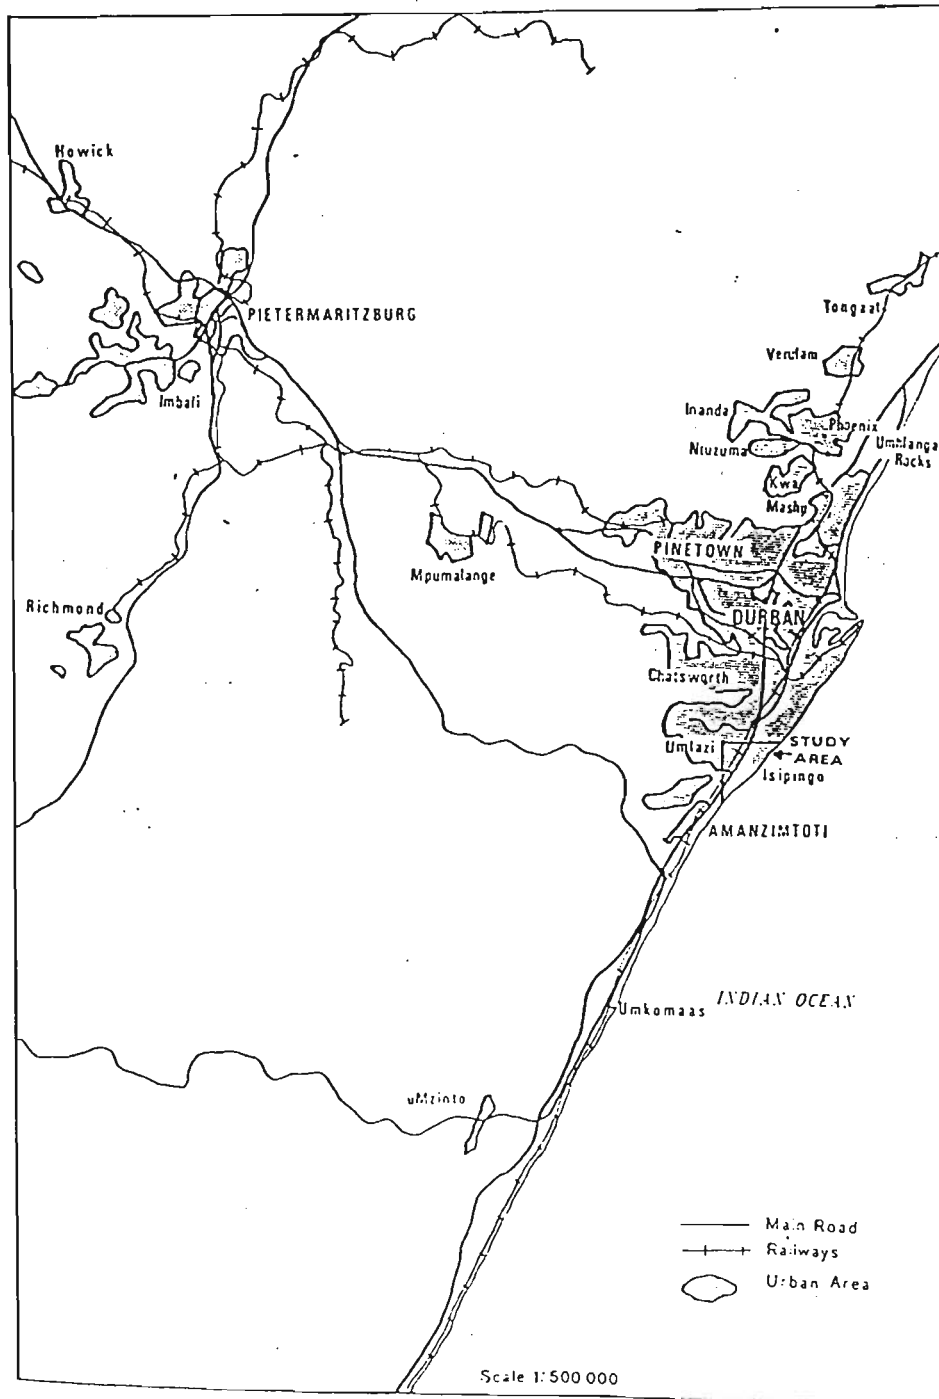 Howick
PIETERMARITZBURG
Imbali
Tongaat
Verulam
Inanda
Phoenix
Ntuzuma
Umhlanga
Rocks
Kwa
Mashu
PINETOWN
Mpumalange
DURBAN
Richmond
Chatsworth
Umlazi
STUDY
AREA
Isipingo
AMANZIMTOTI
INDIAN OCEAN
Umkomaas
uMzinto
Main Road
Railways
Urban Area
Scale 1:500 000